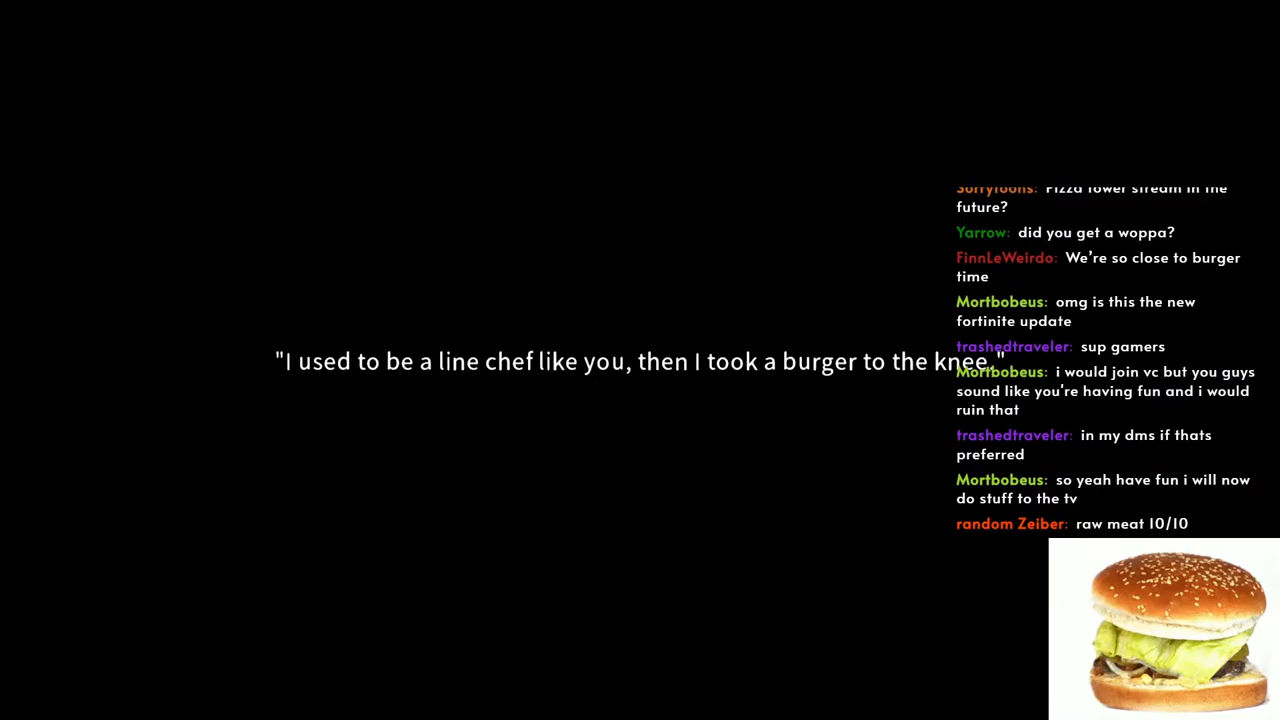 Sorrytoons: Pizza Tower stream in the
future?
Yarrow: did you get a woppa?
FinnLeWeirdo: We're so close to burger
time
Mortbobeus: omg is this the new
fortinite update
trashedtraveler: sup gamers
"I used to be a line chef like you, then I took a burger to the knee."
Mortbobeus: i would join vc but you guys
sound like you're having fun and i would
ruin that
trashedtraveler: in my dms if thats
preferred
Mortbobeus: so yeah have fun i will now
do stuff to the tv
random Zeiber: raw meat 10/10